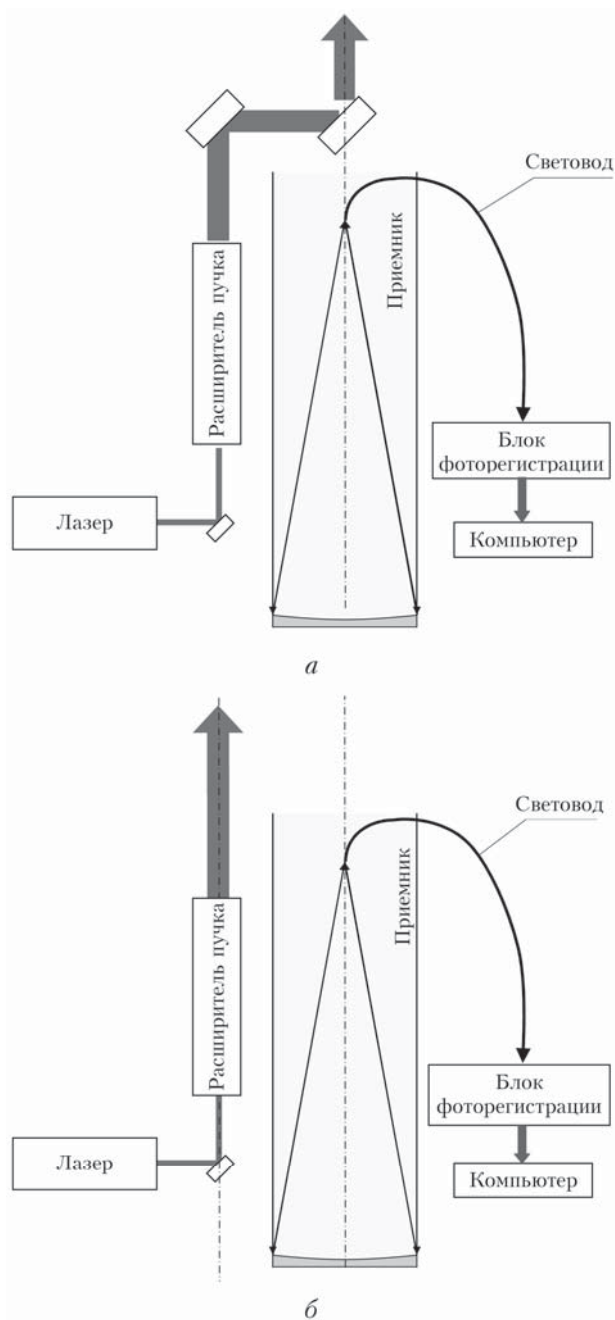 Световод
Приемник
Расширитель пучка
Блок
фоторегистрации
Лазер
Компьютер
а
Световод
Приемник
Расширитель пучка
Блок
фоторегистрации
Лазер
Компьютер
б